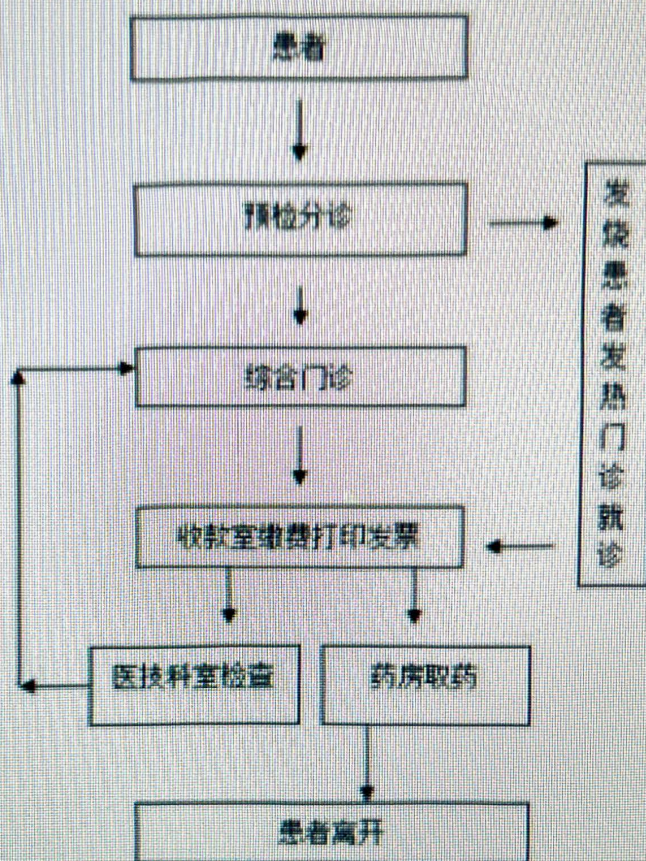 患者
预检分诊
发烧患者发热门诊就诊
综合门诊
收款室缴费打印发票
医技科室检查
药房取药
患者离开